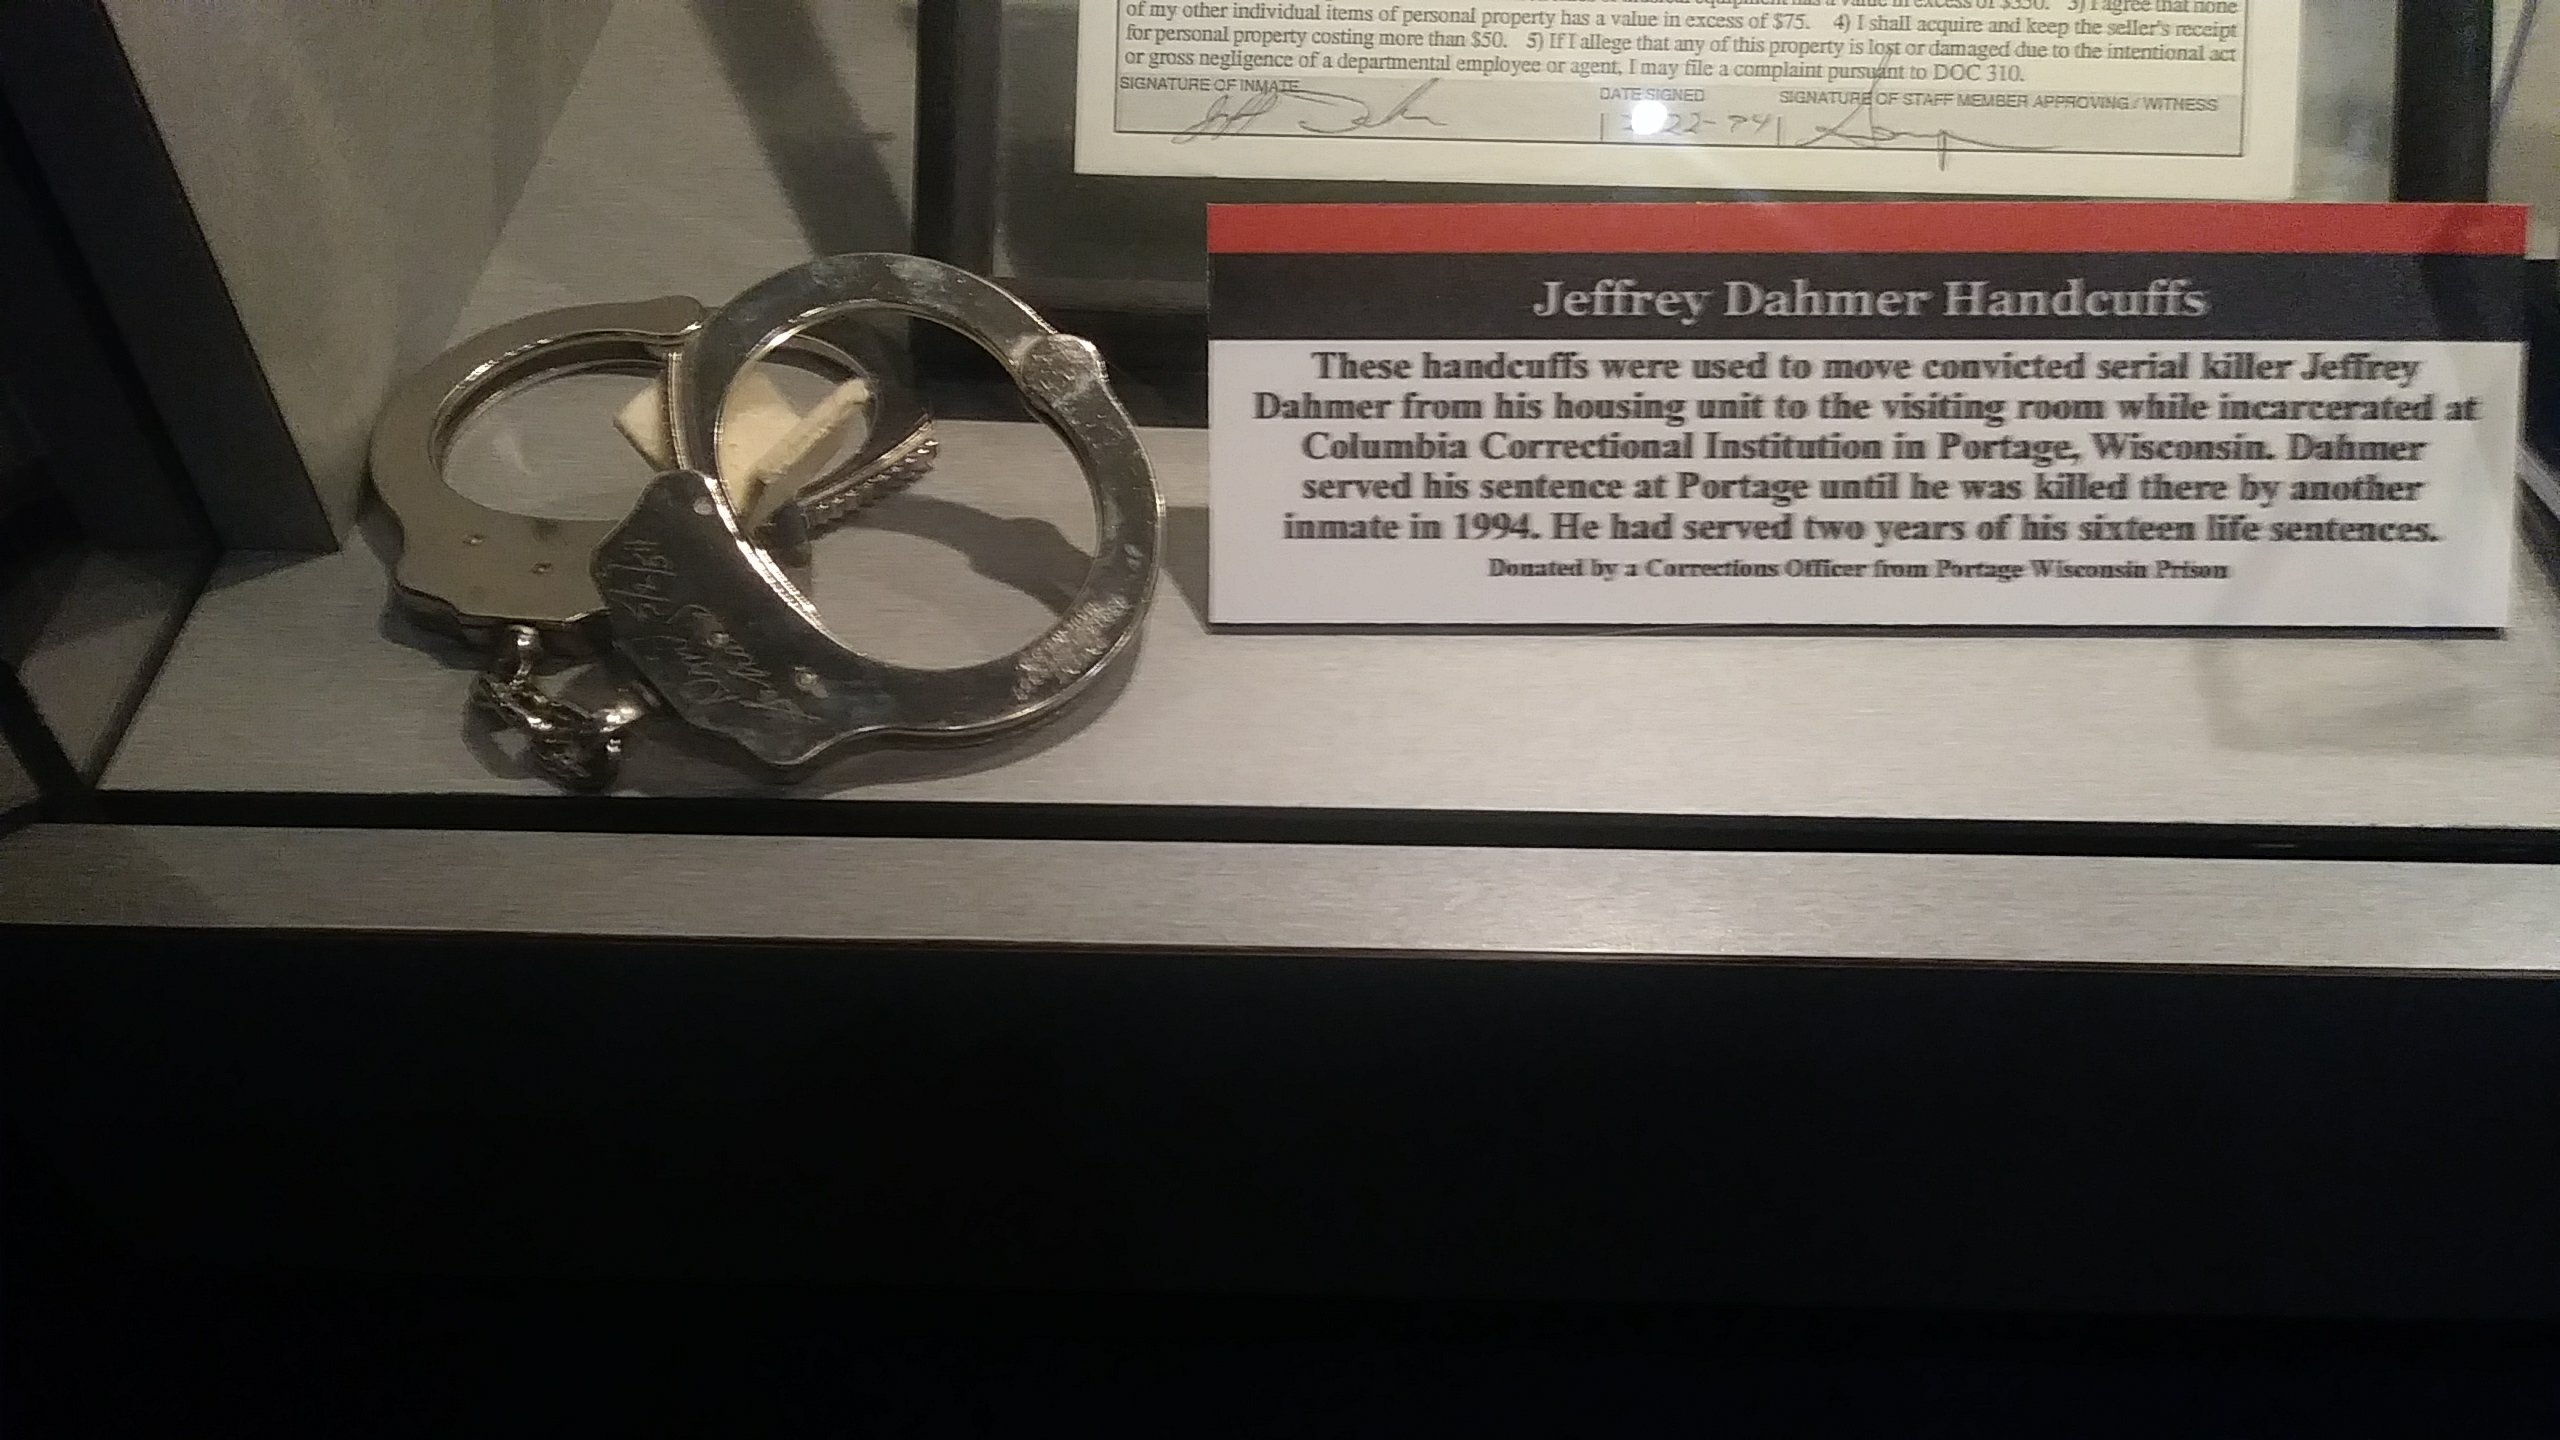 of my other individual items of personal property has a value in excess of $75. 4) I shall acquire and keep the seller's receipt
for personal property costing more than $50. 5) If I allege that any of this property is lost or damaged due to the intentional act
or gross negligence of a departmental employee or agent, I may file a complaint pursuant to DOC 310.
SIGNATURE OF INMATE DATE SIGNED SIGNATURE OF STAFF MEMBER APPROVING / WITNESS
Jeff
Jeffrey Dahmer Handcuffs
These handcuffs were used to move convicted serial killer Jeffrey
Dahmer from his housing unit to the visiting room while incarcerated at
Columbia Correctional Institution in Portage, Wisconsin. Dahmer
served his sentence at Portage until he was killed there by another
inmate in 1994. He had served two years of his sixteen life sentences.
Donated by a Corrections Officer from Portage Wisconsin Prison